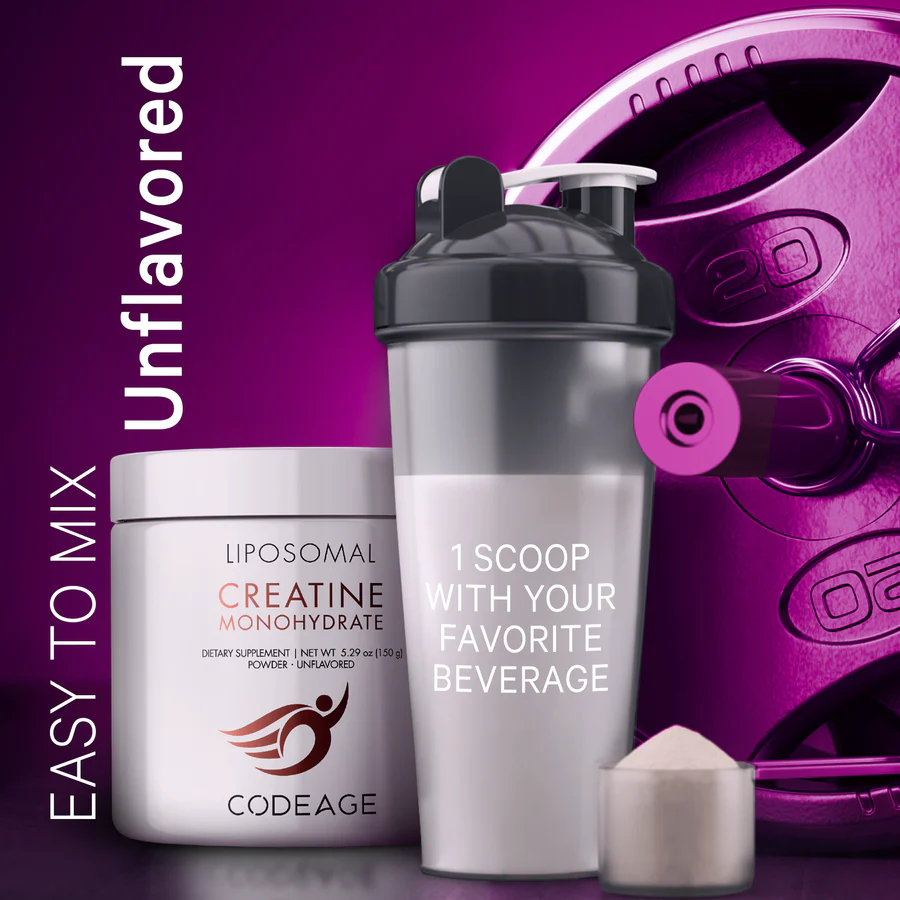 Unflavored
EASY TO MIX
LIPOSOMAL
CREATINE
MONOHYDRATE
DIETARY SUPPLEMENT | NET WT 5.29 oz (150 g)
POWDER · UNFLAVORED
CODEAGE
1 SCOOP
WITH YOUR
FAVORITE
BEVERAGE
20
20